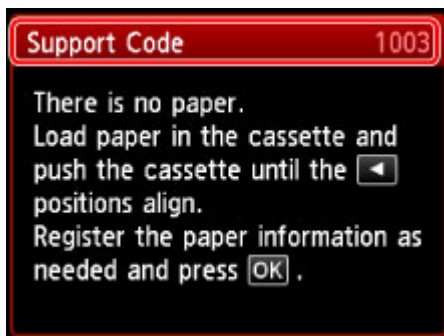 Support Code 1003
There is no paper.
Load paper in the cassette and
push the cassette until the ◀
positions align.
Register the paper information as
needed and press OK .